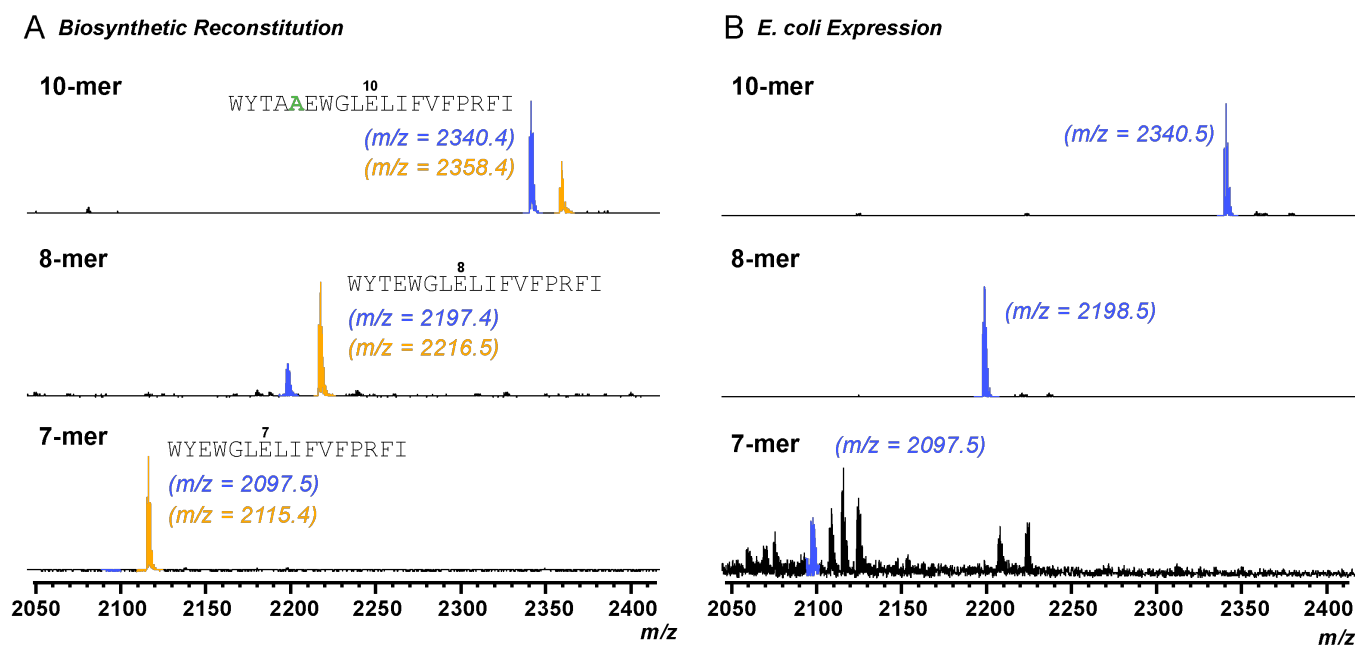 A Biosynthetic Reconstitution
10-mer
10
WYTAAEWGLELIFVFPRFI
(m/z = 2340.4)
(m/z = 2358.4)
8-mer
8
WYTEWGLELIFVFPRFI
(m/z = 2197.4)
(m/z = 2216.5)
7-mer
7
WYEWGLELIFVFPRFI
(m/z = 2097.5)
(m/z = 2115.4)
2050 2100 2150 2200 2250 2300 2350 2400
m/z
B E. coli Expression
10-mer
(m/z = 2340.5)
8-mer
(m/z = 2198.5)
7-mer
(m/z = 2097.5)
2050 2100 2150 2200 2250 2300 2350 2400
m/z